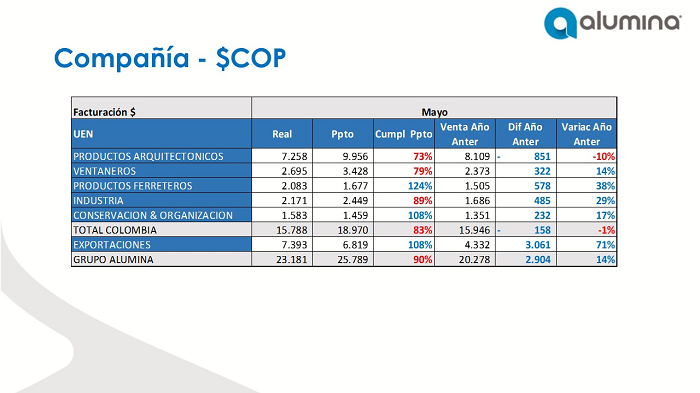 alumina
Compañía - $COP
Facturación $ Mayo
UEN Real Ppto Cumpl Ppto Venta Año Anter Dif Año Anter Variac Año Anter
PRODUCTOS ARQUITECTONICOS 7.258 9.956 73% 8.109 - 851 -10%
VENTANEROS 2.695 3.428 79% 2.373 322 14%
PRODUCTOS FERRETEROS 2.083 1.677 124% 1.505 578 38%
INDUSTRIA 2.171 2.449 89% 1.686 485 29%
CONSERVACION & ORGANIZACION 1.583 1.459 108% 1.351 232 17%
TOTAL COLOMBIA 15.788 18.970 83% 15.946 - 158 -1%
EXPORTACIONES 7.393 6.819 108% 4.332 3.061 71%
GRUPO ALUMINA 23.181 25.789 90% 20.278 2.904 14%